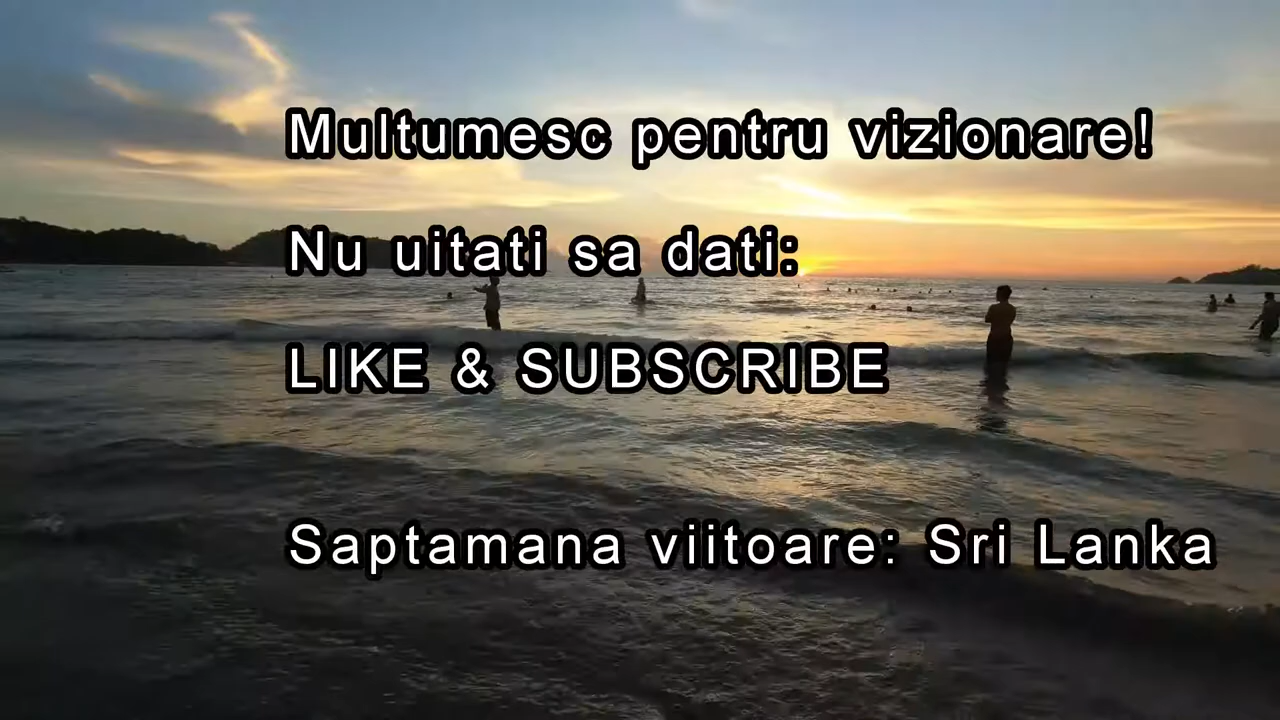 Multumesc pentru vizionare!
Nu uitati sa dati:
LIKE & SUBSCRIBE
Saptamana viitoare: Sri Lanka